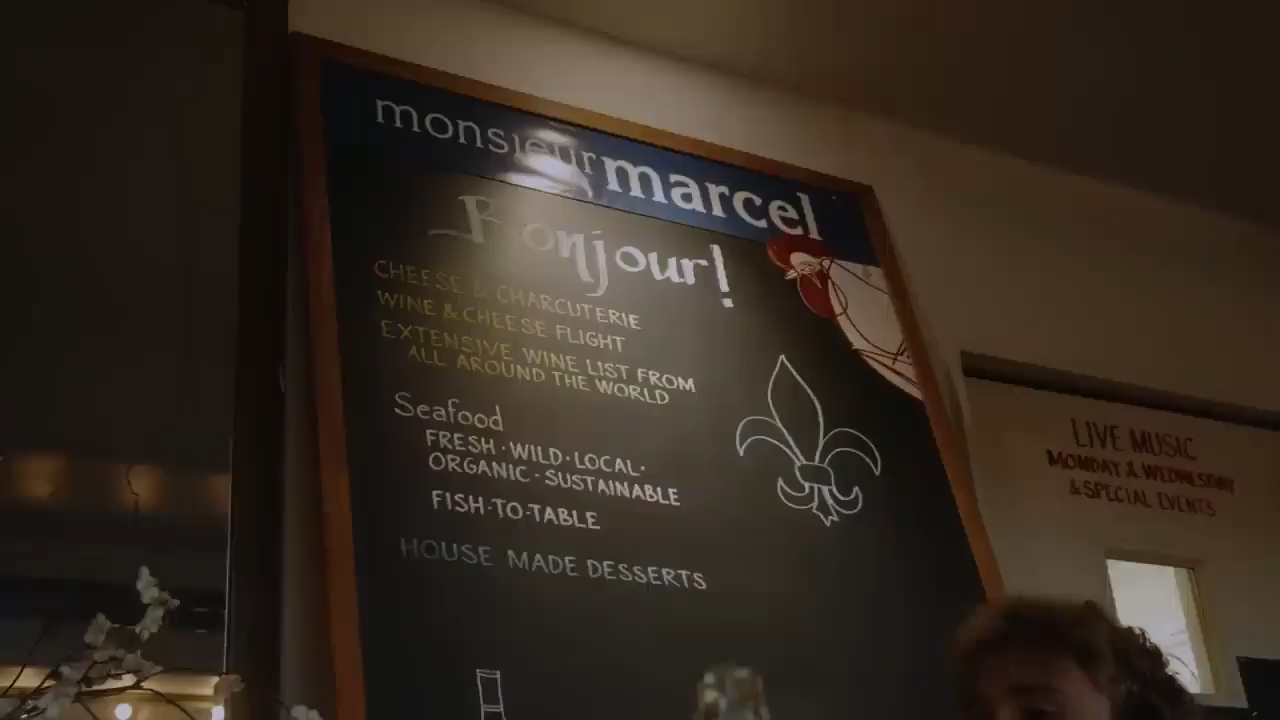 monsieur marcel
Bonjour!
CHEESE & CHARCUTERIE
WINE & CHEESE FLIGHT
EXTENSIVE WINE LIST FROM
ALL AROUND THE WORLD
Seafood
FRESH · WILD · LOCAL ·
ORGANIC · SUSTAINABLE
FISH-TO-TABLE
HOUSE MADE DESSERTS
LIVE MUSIC
MONDAY & WEDNESDAY
& SPECIAL EVENTS